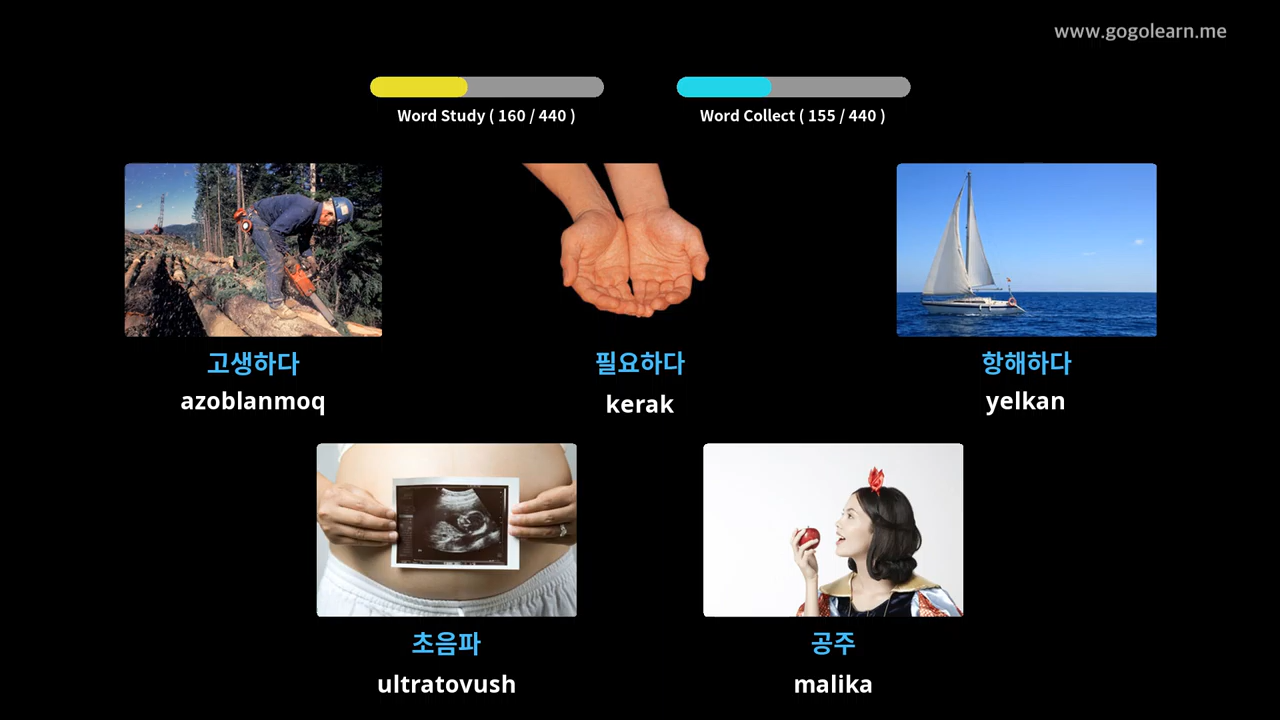 www.gogolearn.me
Word Study ( 160 / 440 )
Word Collect ( 155 / 440 )
고생하다
azoblanmoq
필요하다
kerak
항해하다
yelkan
초음파
ultratovush
공주
malika